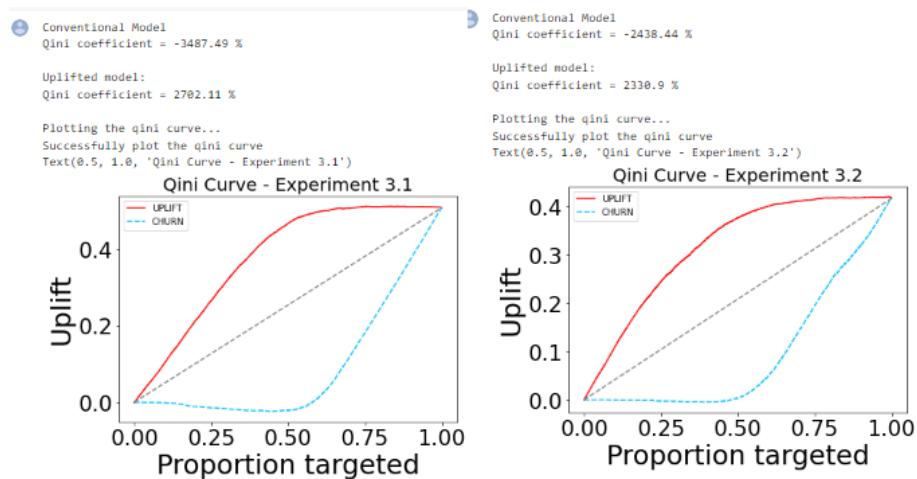 Conventional Model
Qini coefficient = -3487.49 %
Uplifted model:
Qini coefficient = 2702.11 %
Plotting the qini curve...
Successfully plot the qini curve
Text(0.5, 1.0, 'Qini Curve - Experiment 3.1')
Qini Curve - Experiment 3.1
UPLIFT
CHURN
Uplift
0.4
0.2
0.0
0.00 0.25 0.50 0.75 1.00
Proportion targeted
Conventional Model
Qini coefficient = -2438.44 %
Uplifted model:
Qini coefficient = 2330.9 %
Plotting the qini curve...
Successfully plot the qini curve
Text(0.5, 1.0, 'Qini Curve - Experiment 3.2')
Qini Curve - Experiment 3.2
UPLIFT
CHURN
Uplift
0.4
0.3
0.2
0.1
0.0
0.00 0.25 0.50 0.75 1.00
Proportion targeted